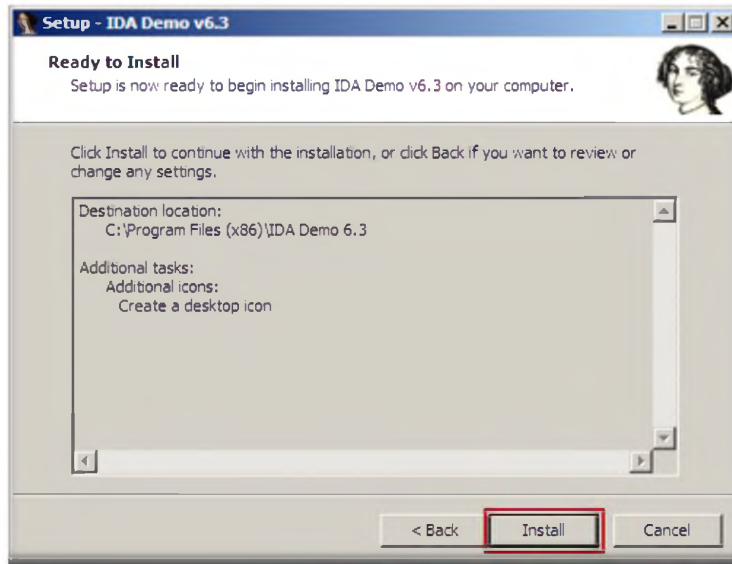 Setup - IDA Demo v6.3
Ready to Install
Setup is now ready to begin installing IDA Demo v6.3 on your computer.
Click Install to continue with the installation, or click Back if you want to review or
change any settings.
Destination location:
C:\Program Files (x86)\IDA Demo 6.3
Additional tasks:
Additional icons:
Create a desktop icon
< Back
Install
Cancel